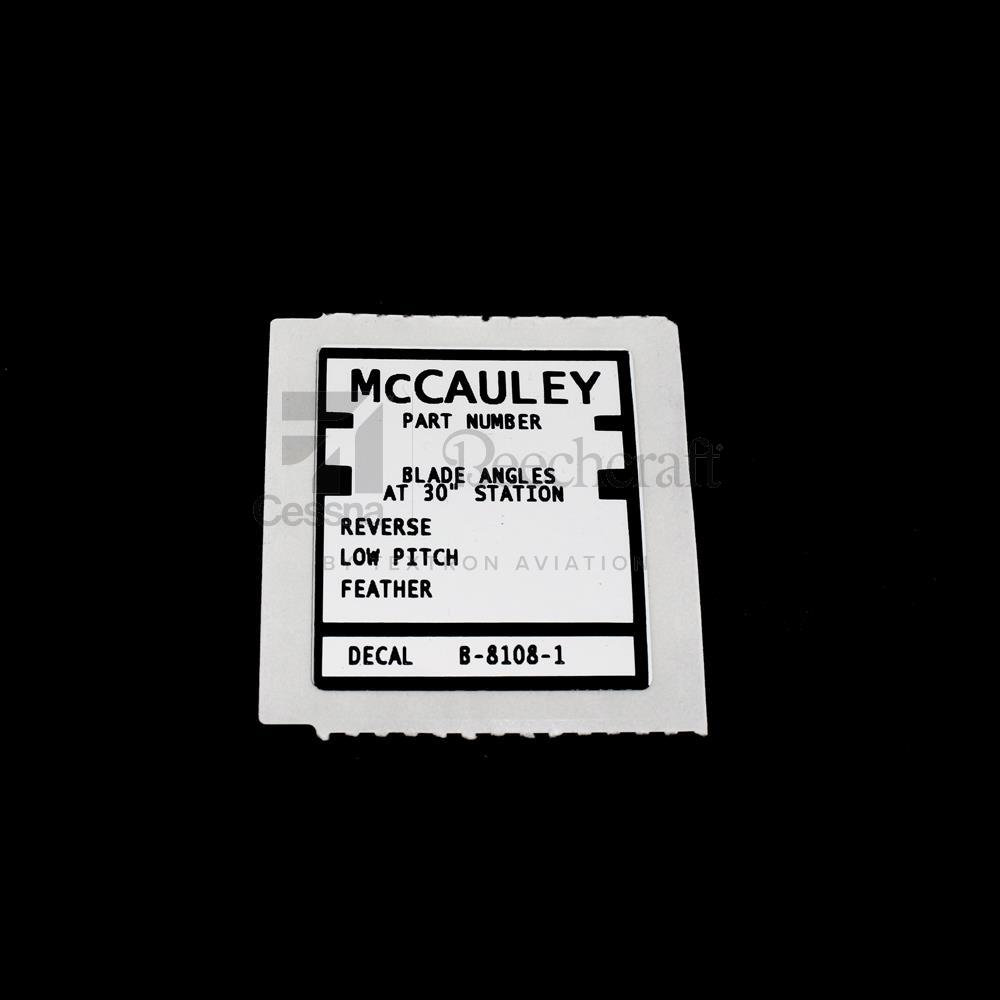 McCAULEY
PART NUMBER
BLADE ANGLES
AT 30" STATION
REVERSE
LOW PITCH
FEATHER
DECAL B-8108-1
Cessna
Beechcraft
BY TEXTRON AVIATION